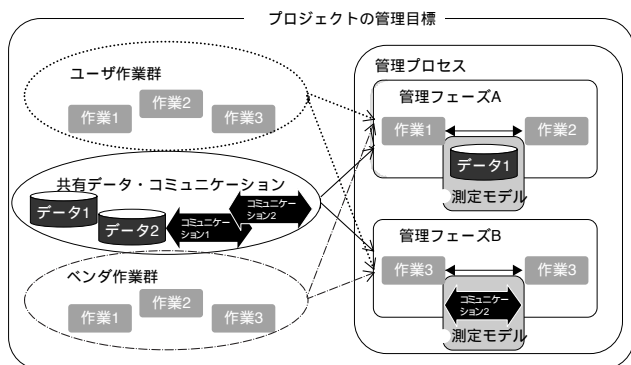 プロジェクトの管理目標
ユーザ作業群
作業1
作業2
作業3
共有データ・コミュニケーション
データ1
データ2
コミュニケー
ション1
コミュニケー
ション2
ベンダ作業群
作業1
作業2
作業3
管理プロセス
管理フェーズA
作業1
作業2
データ1
測定モデル
管理フェーズB
作業3
作業3
コミュニケー
ション2
測定モデル